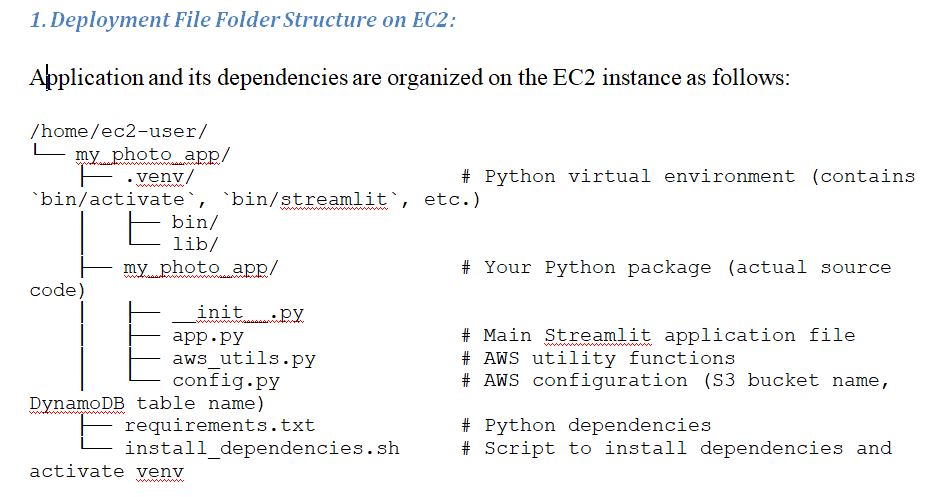 1. Deployment File Folder Structure on EC2:
Application and its dependencies are organized on the EC2 instance as follows:
/home/ec2-user/
└── my_photo_app/
    ├── .venv/                      # Python virtual environment (contains
`bin/activate`, `bin/streamlit`, etc.)
    │   ├── bin/
    │   └── lib/
    ├── my_photo_app/               # Your Python package (actual source
code)
    │   ├── __init__.py
    │   ├── app.py                  # Main Streamlit application file
    │   ├── aws_utils.py            # AWS utility functions
    │   └── config.py               # AWS configuration (S3 bucket name,
DynamoDB table name)
    ├── requirements.txt            # Python dependencies
    └── install_dependencies.sh     # Script to install dependencies and
activate venv